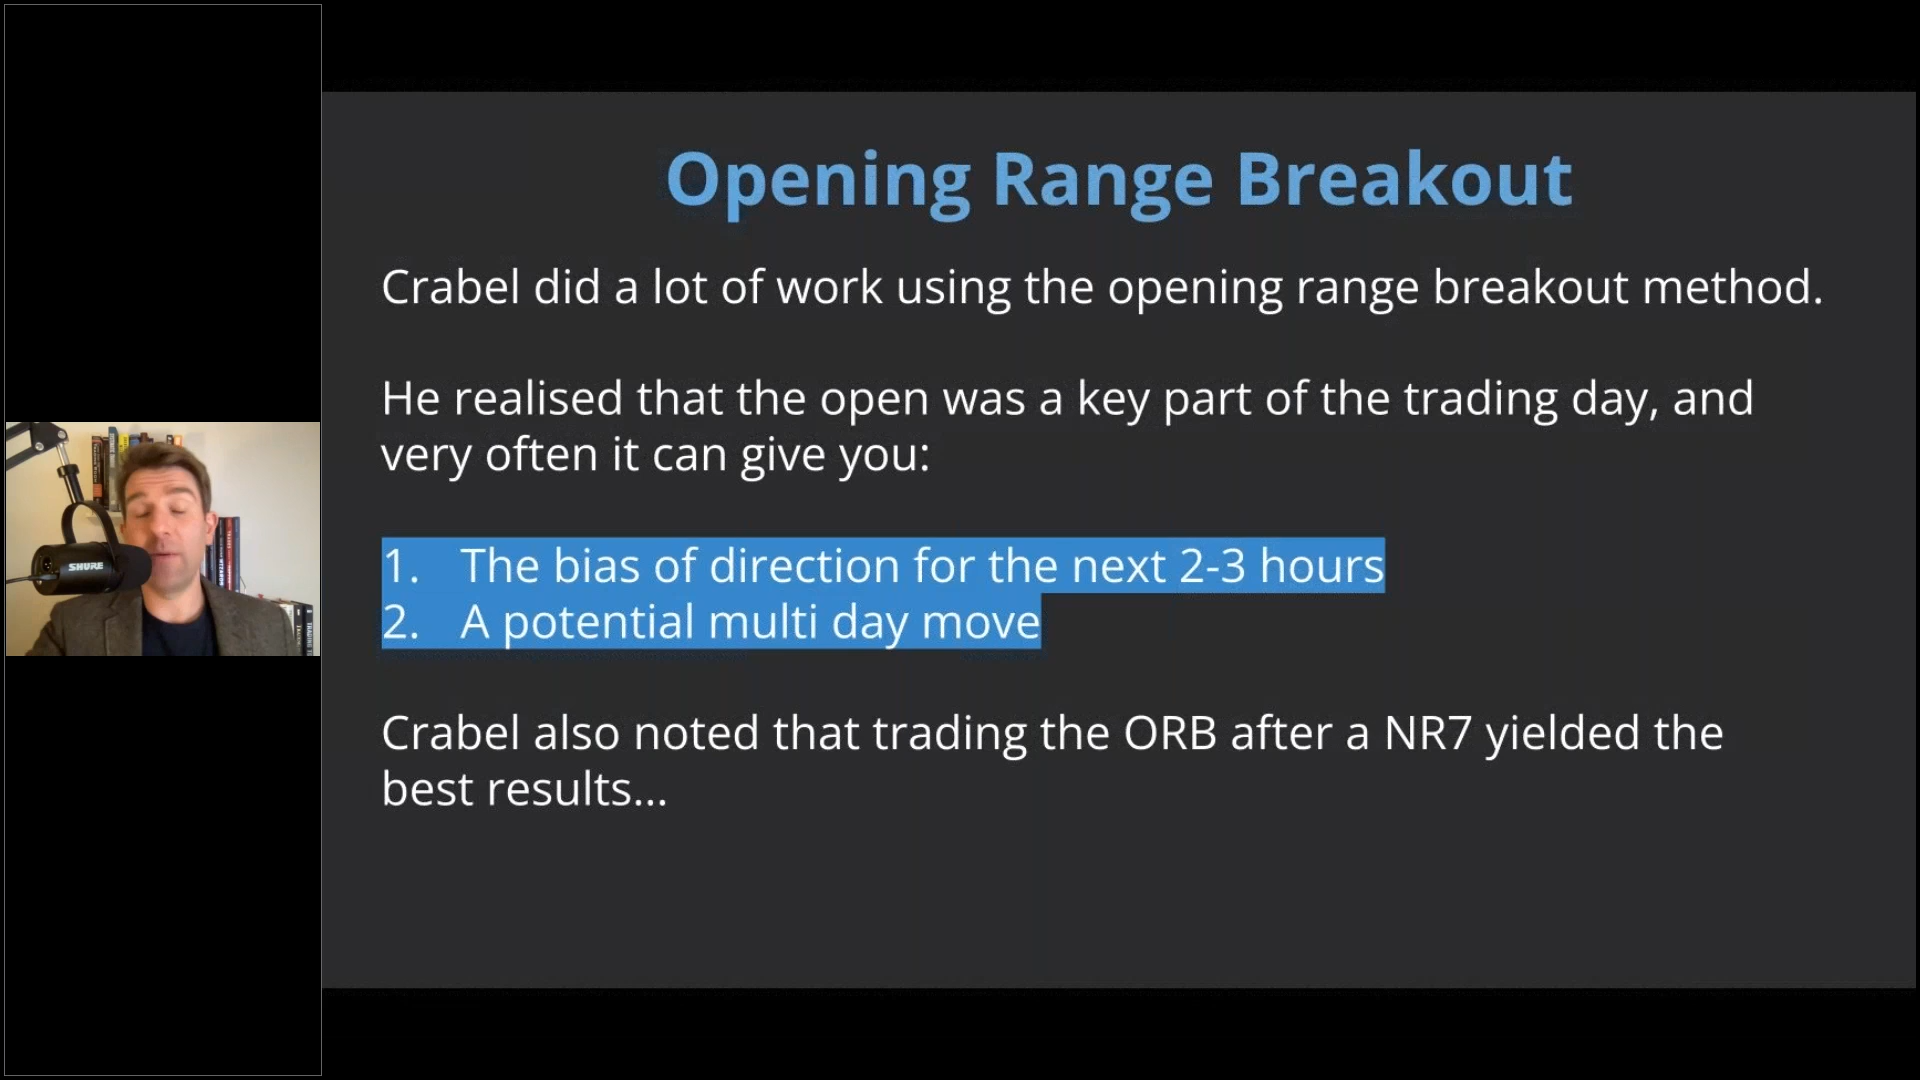 Opening Range Breakout
Crabel did a lot of work using the opening range breakout method.
He realised that the open was a key part of the trading day, and
very often it can give you:
1. The bias of direction for the next 2-3 hours
2. A potential multi day move
Crabel also noted that trading the ORB after a NR7 yielded the
best results...
SHURE